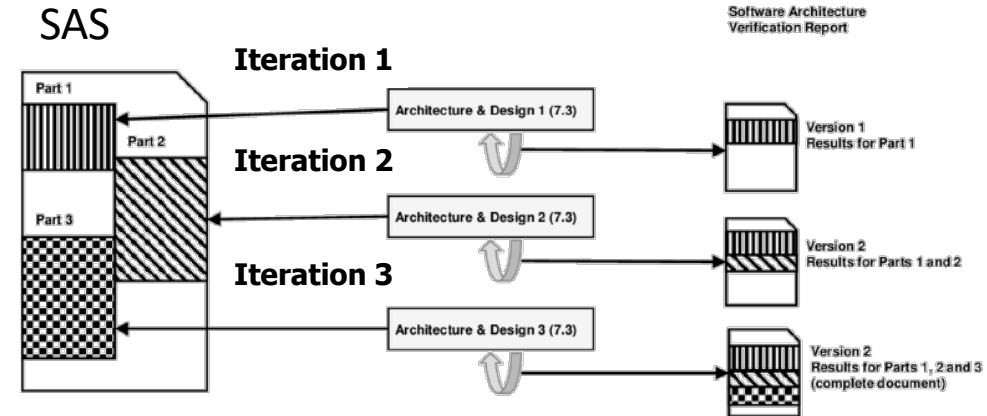 SAS
Software Architecture
Verification Report
Iteration 1
Part 1
Architecture & Design 1 (7.3)
Part 2
Version 1
Results for Part 1
Iteration 2
Part 3
Architecture & Design 2 (7.3)
Version 2
Results for Parts 1 and 2
Iteration 3
Architecture & Design 3 (7.3)
Version 2
Results for Parts 1, 2 and 3
(complete document)